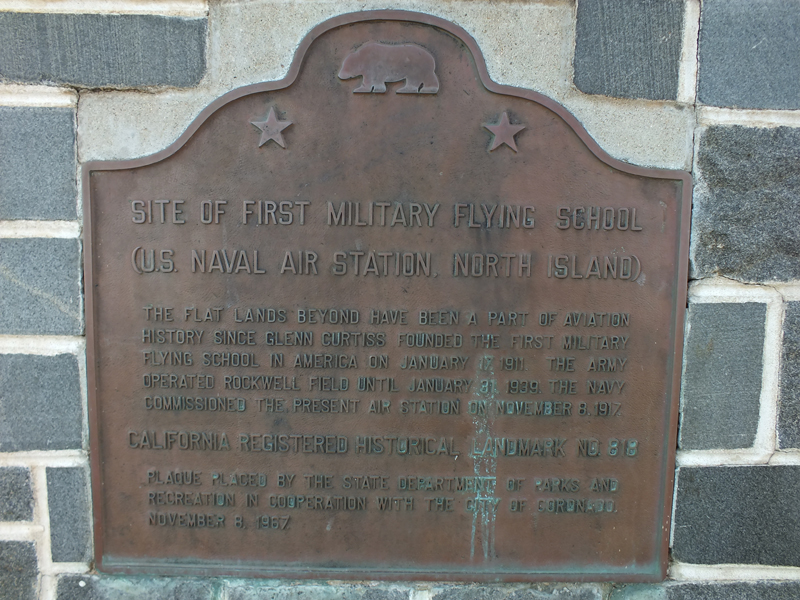 SITE OF FIRST MILITARY FLYING SCHOOL
(U.S. NAVAL AIR STATION, NORTH ISLAND)
THE FLAT LANDS BEYOND HAVE BEEN A PART OF AVIATION
HISTORY SINCE GLENN CURTISS FOUNDED THE FIRST MILITARY
FLYING SCHOOL IN AMERICA ON JANUARY 17, 1911. THE ARMY
OPERATED ROCKWELL FIELD UNTIL JANUARY 31, 1939. THE NAVY
COMMISSIONED THE PRESENT AIR STATION ON NOVEMBER 8, 1917.
CALIFORNIA REGISTERED HISTORICAL LANDMARK NO. 818
PLAQUE PLACED BY THE STATE DEPARTMENT OF PARKS AND
RECREATION IN COOPERATION WITH THE CITY OF CORONADO,
NOVEMBER 8, 1967.